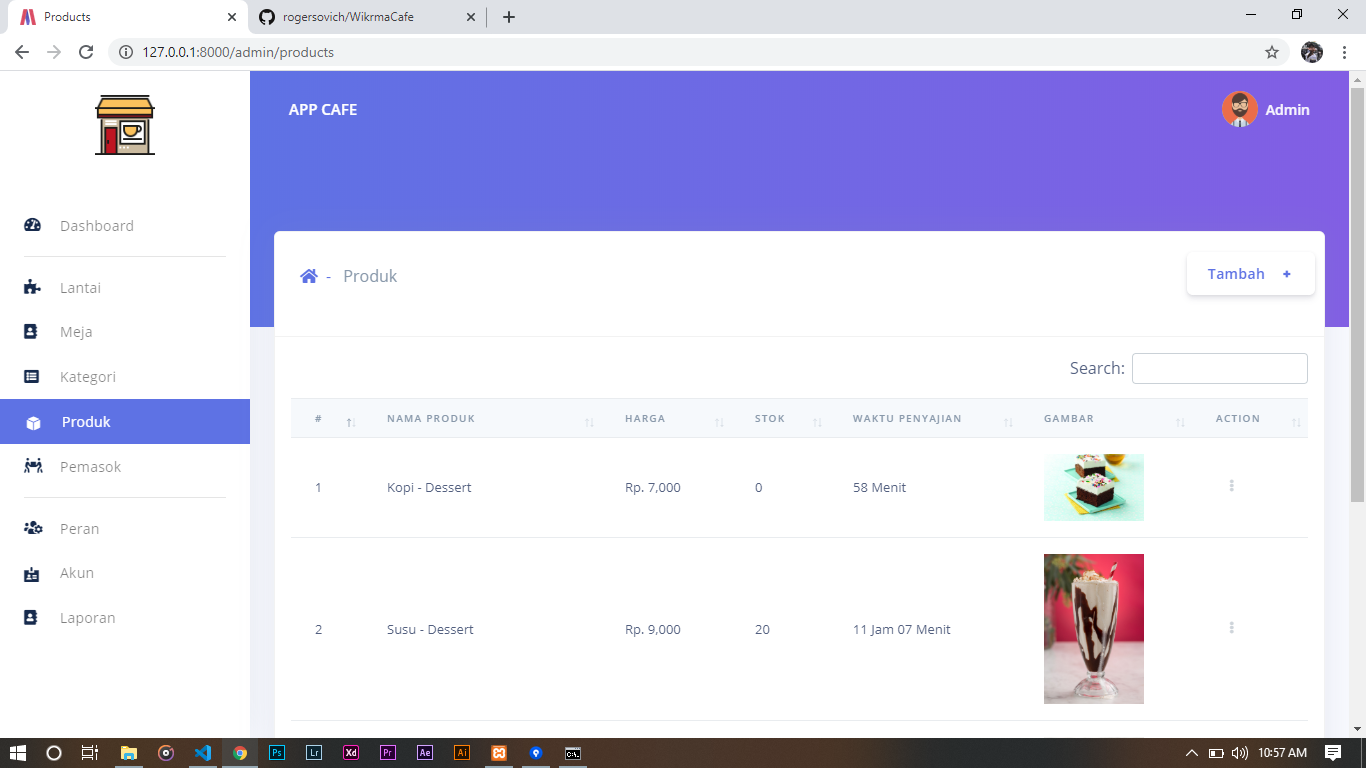 Products
rogersovich/WikrmaCafe
127.0.0.1:8000/admin/products
APP CAFE
Admin
Dashboard
Lantai
Meja
Kategori
Produk
Pemasok
Peran
Akun
Laporan
- Produk
Tambah +
Search:
# NAMA PRODUK HARGA STOK WAKTU PENYAJIAN GAMBAR ACTION
1 Kopi - Dessert Rp. 7,000 0 58 Menit
2 Susu - Dessert Rp. 9,000 20 11 Jam 07 Menit
Ps Lr Xd Pr Ae Ai
10:57 AM